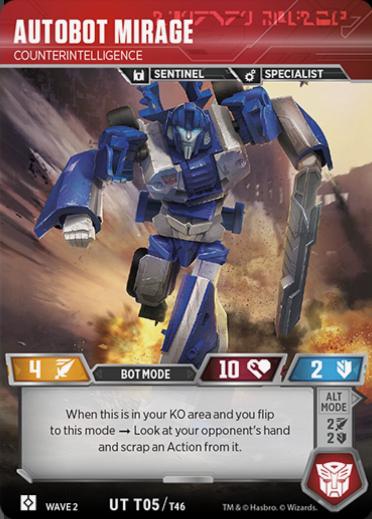 AUTOBOT MIRAGE
COUNTERINTELLIGENCE
SENTINEL SPECIALIST
4 BOT MODE 10 2
When this is in your KO area and you flip
to this mode → Look at your opponent's hand
and scrap an Action from it.
ALT
MODE
2
2
WAVE 2 UT T05/T46 TM & © Hasbro. © Wizards.